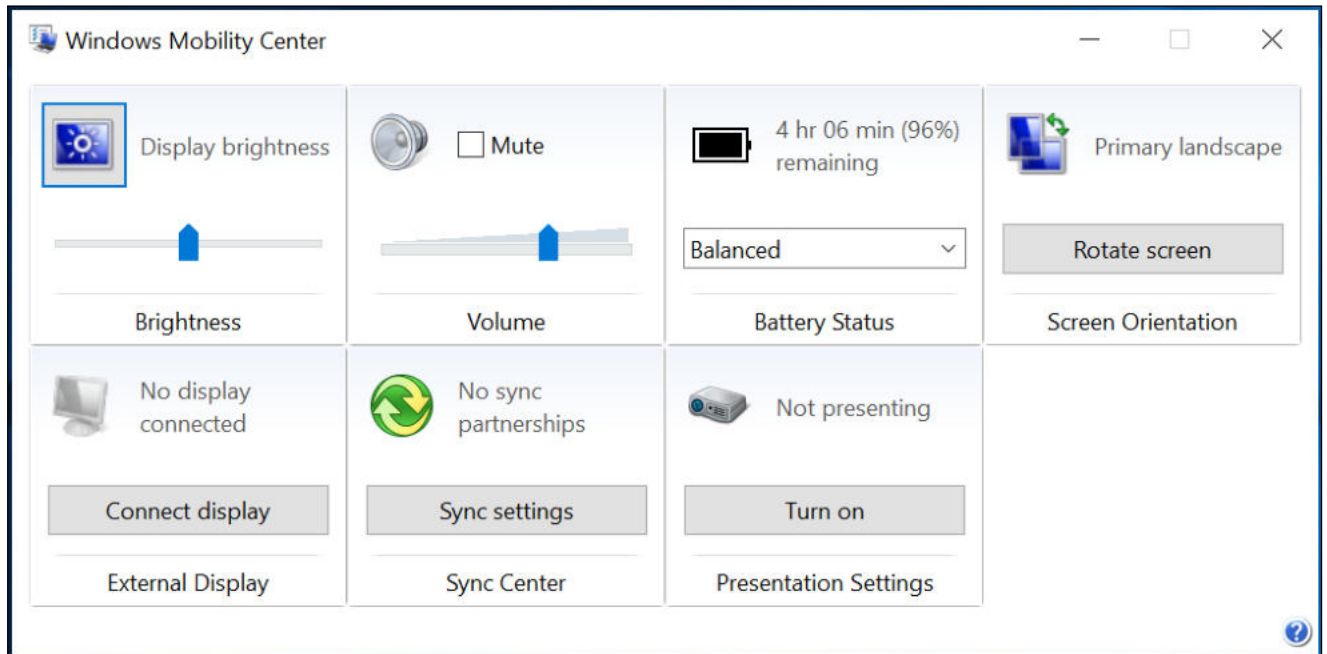 Windows Mobility Center
Display brightness
Brightness
Mute
Volume
4 hr 06 min (96%)
remaining
Balanced
Battery Status
Primary landscape
Rotate screen
Screen Orientation
No display
connected
Connect display
External Display
No sync
partnerships
Sync settings
Sync Center
Not presenting
Turn on
Presentation Settings
?